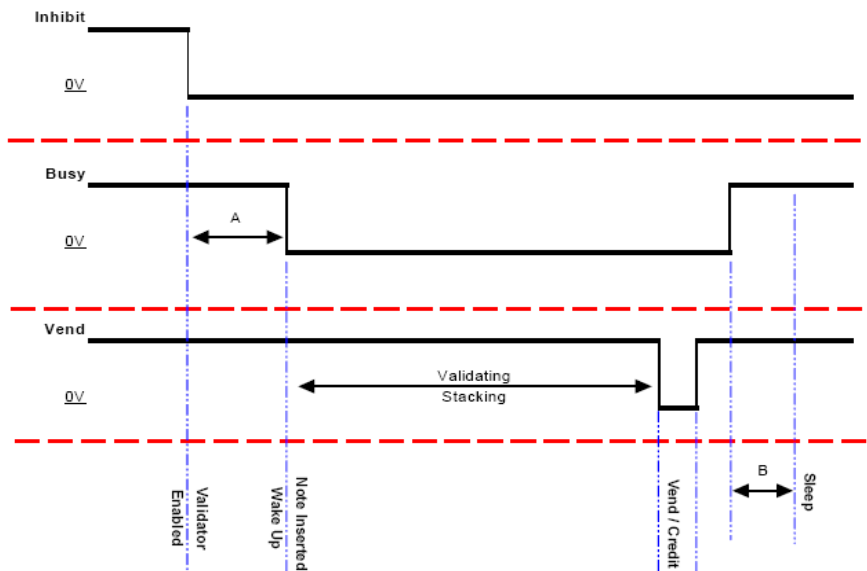 Inhibit
0V
Busy
A
0V
Vend
Validating
Stacking
0V
Validator
Enabled
Note Inserted
Wake Up
Vend / Credit
B
Sleep